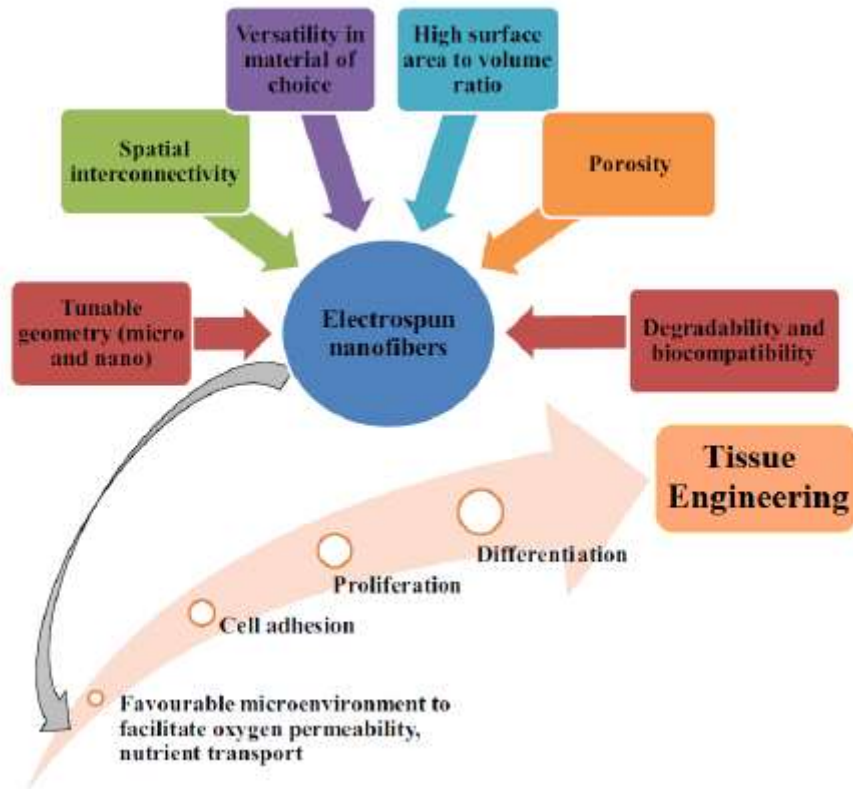 Versatility in
material of
choice
High surface
area to volume
ratio
Spatial
interconnectivity
Porosity
Tunable
geometry (micro
and nano)
Electrospun
nanofibers
Degradability and
biocompatibility
Tissue
Engineering
Differentiation
Proliferation
Cell adhesion
Favourable microenvironment to
facilitate oxygen permeability,
nutrient transport